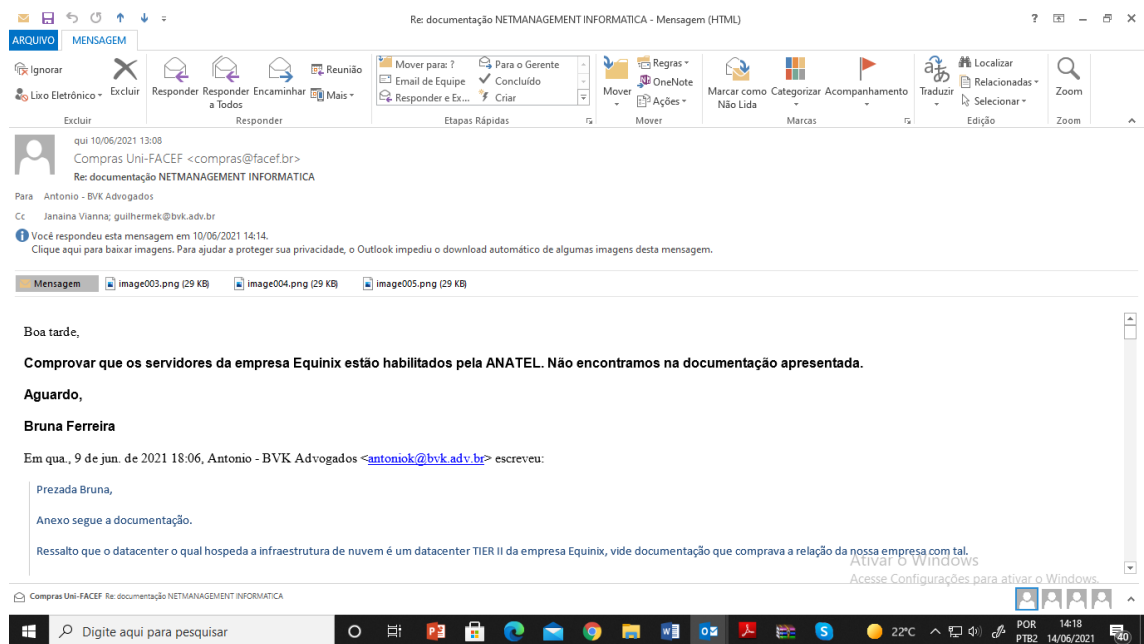 Re: documentação NETMANAGEMENT INFORMATICA - Mensagem (HTML)
ARQUIVO MENSAGEM
Ignorar
Lixo Eletrônico
Excluir
Responder
Responder a Todos
Encaminhar
Reunião
Mais
Mover para: ?
Email de Equipe
Responder e Ex...
Para o Gerente
Concluído
Criar
Mover
Regras
OneNote
Ações
Marcar como Não Lida
Categorizar
Acompanhamento
Traduzir
Localizar
Relacionadas
Selecionar
Zoom
Excluir Responder Etapas Rápidas Mover Marcas Edição Zoom
qui 10/06/2021 13:08
Compras Uni-FACEF <compras@facef.br>
Re: documentação NETMANAGEMENT INFORMATICA
Para Antonio - BVK Advogados
Cc Janaina Vianna; guilhermek@bvk.adv.br
Você respondeu esta mensagem em 10/06/2021 14:14.
Clique aqui para baixar imagens. Para ajudar a proteger sua privacidade, o Outlook impediu o download automático de algumas imagens desta mensagem.
Mensagem image003.png (29 KB) image004.png (29 KB) image005.png (29 KB)
Boa tarde,
Comprovar que os servidores da empresa Equinix estão habilitados pela ANATEL. Não encontramos na documentação apresentada.
Aguardo,
Bruna Ferreira
Em qua., 9 de jun. de 2021 18:06, Antonio - BVK Advogados <antoniok@bvk.adv.br> escreveu:
Prezada Bruna,
Anexo segue a documentação.
Ressalto que o datacenter o qual hospeda a infraestrutura de nuvem é um datacenter TIER II da empresa Equinix, vide documentação que comprava a relação da nossa empresa com tal.
Ativar o Windows
Acesse Configurações para ativar o Windows.
Compras Uni-FACEF Re: documentação NETMANAGEMENT INFORMATICA
Digite aqui para pesquisar
22°C
POR
PTB2
14:18
14/06/2021
40